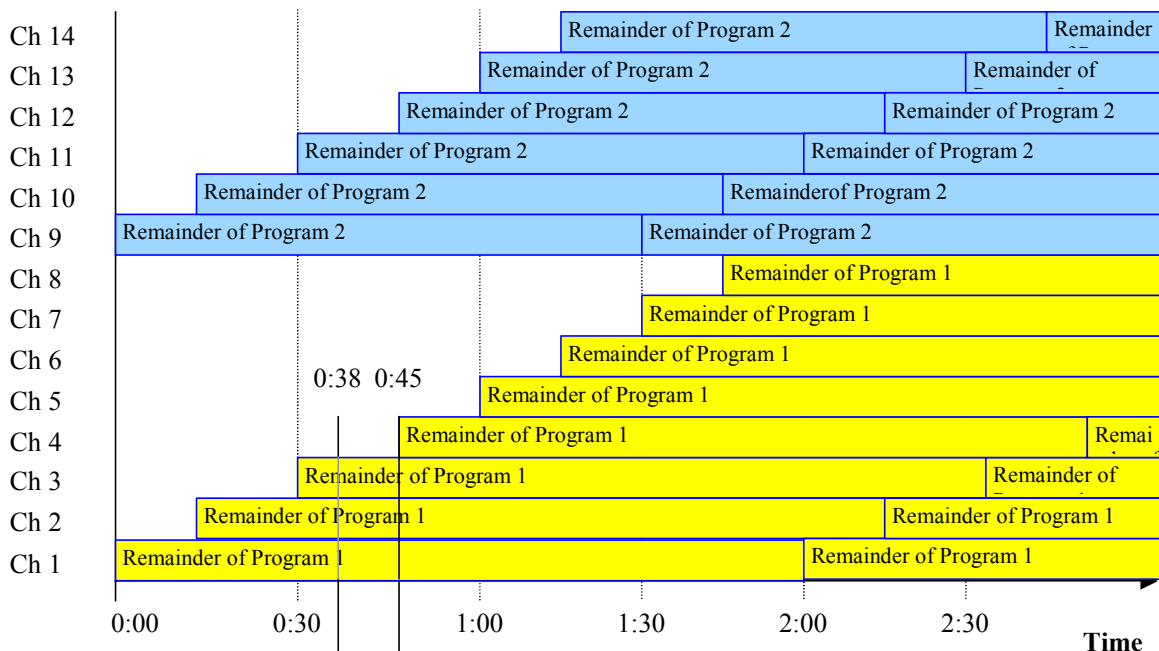 Ch 14 Remainder of Program 2 Remainder
Ch 13 Remainder of Program 2 Remainder of
Ch 12 Remainder of Program 2 Remainder of Program 2
Ch 11 Remainder of Program 2 Remainder of Program 2
Ch 10 Remainder of Program 2 Remainderof Program 2
Ch 9 Remainder of Program 2 Remainder of Program 2
Ch 8 Remainder of Program 1
Ch 7 Remainder of Program 1
Ch 6 Remainder of Program 1
0:38 0:45
Ch 5 Remainder of Program 1
Ch 4 Remainder of Program 1 Remai
Ch 3 Remainder of Program 1 Remainder of
Ch 2 Remainder of Program 1 Remainder of Program 1
Ch 1 Remainder of Program 1 Remainder of Program 1
0:00 0:30 1:00 1:30 2:00 2:30
Time